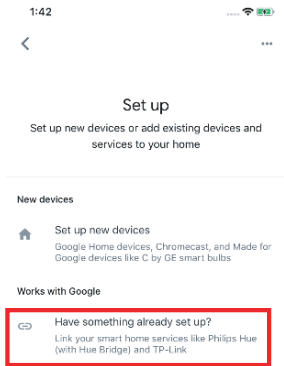 1:42
Set up
Set up new devices or add existing devices and
services to your home
New devices
Set up new devices
Google Home devices, Chromecast, and Made for
Google devices like C by GE smart bulbs
Works with Google
Have something already set up?
Link your smart home services like Philips Hue
(with Hue Bridge) and TP-Link